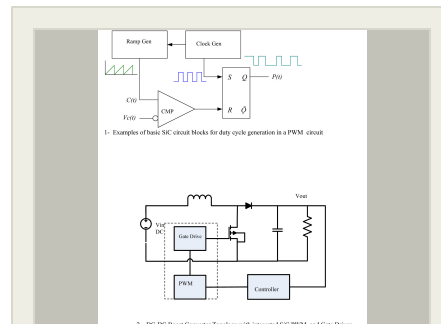 Ramp Gen
Clock Gen
S Q
P(t)
C(t)
CMP
R Q̄
Vc(t)
1- Examples of basic SiC circuit blocks for duty cycle generation in a PWM circuit
Vout
Vin
DC
Gate Drive
PWM
Controller